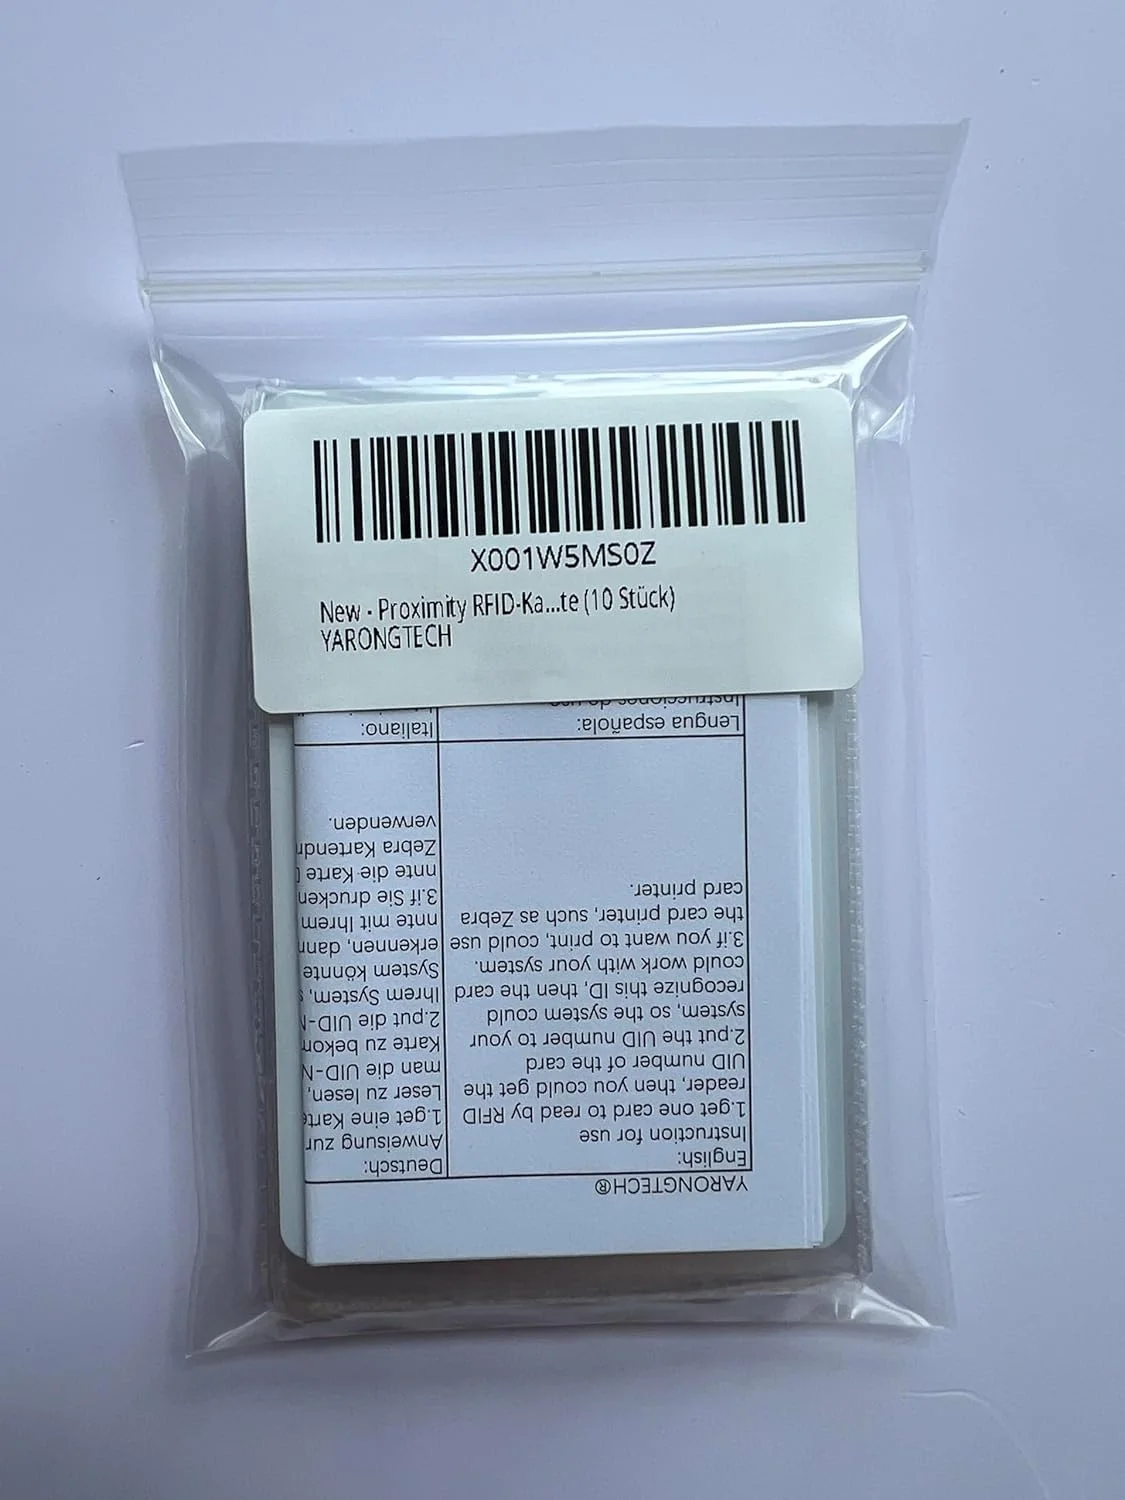 X001W5MS0Z
New - Proximity RFID-Ka...te (10 Stück)
YARONGTECH
YARONGTECH®
English:
Instruction for use
1.get one card to read by RFID
reader, then you could get the
UID number of the card
2.put the UID number to your
system, so the system could
recognize this ID, then the card
could work with your system.
3.if you want to print, could use
the card printer, such as Zebra
card printer.
Deutsch:
Anweisung zur
1.get eine Karte
Leser zu lesen,
man die UID-N
Karte zu bekom
2.put die UID-N
Ihrem System, s
System könnte
erkennen, dann
nnte mit Ihrem
3.if Sie drucken
nnte die Karte
Zebra Kartendr
verwenden.
Lengua española:
Instrucciones de uso
Italiano: